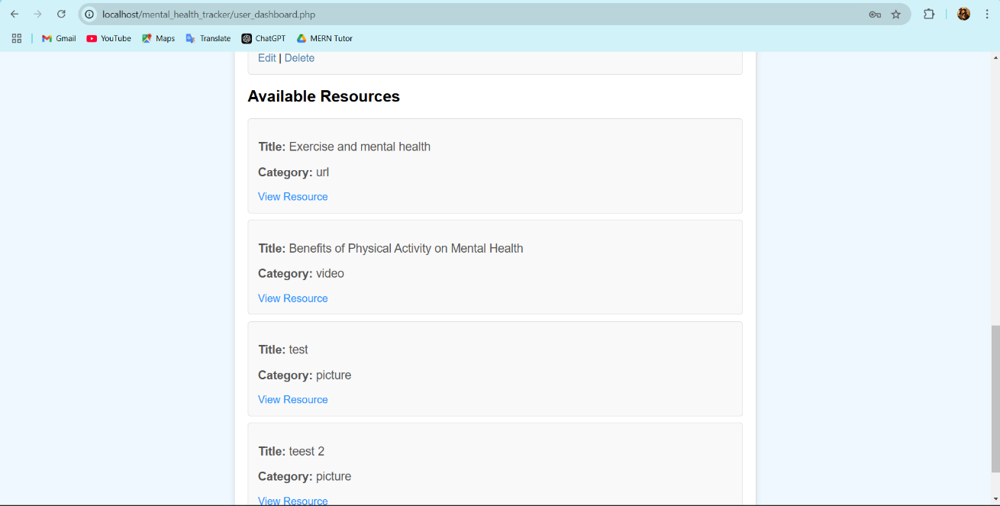 localhost/mental_health_tracker/user_dashboard.php
Gmail YouTube Maps Translate ChatGPT MERN Tutor
Edit | Delete
Available Resources
Title: Exercise and mental health
Category: url
View Resource
Title: Benefits of Physical Activity on Mental Health
Category: video
View Resource
Title: test
Category: picture
View Resource
Title: teest 2
Category: picture
View Resource